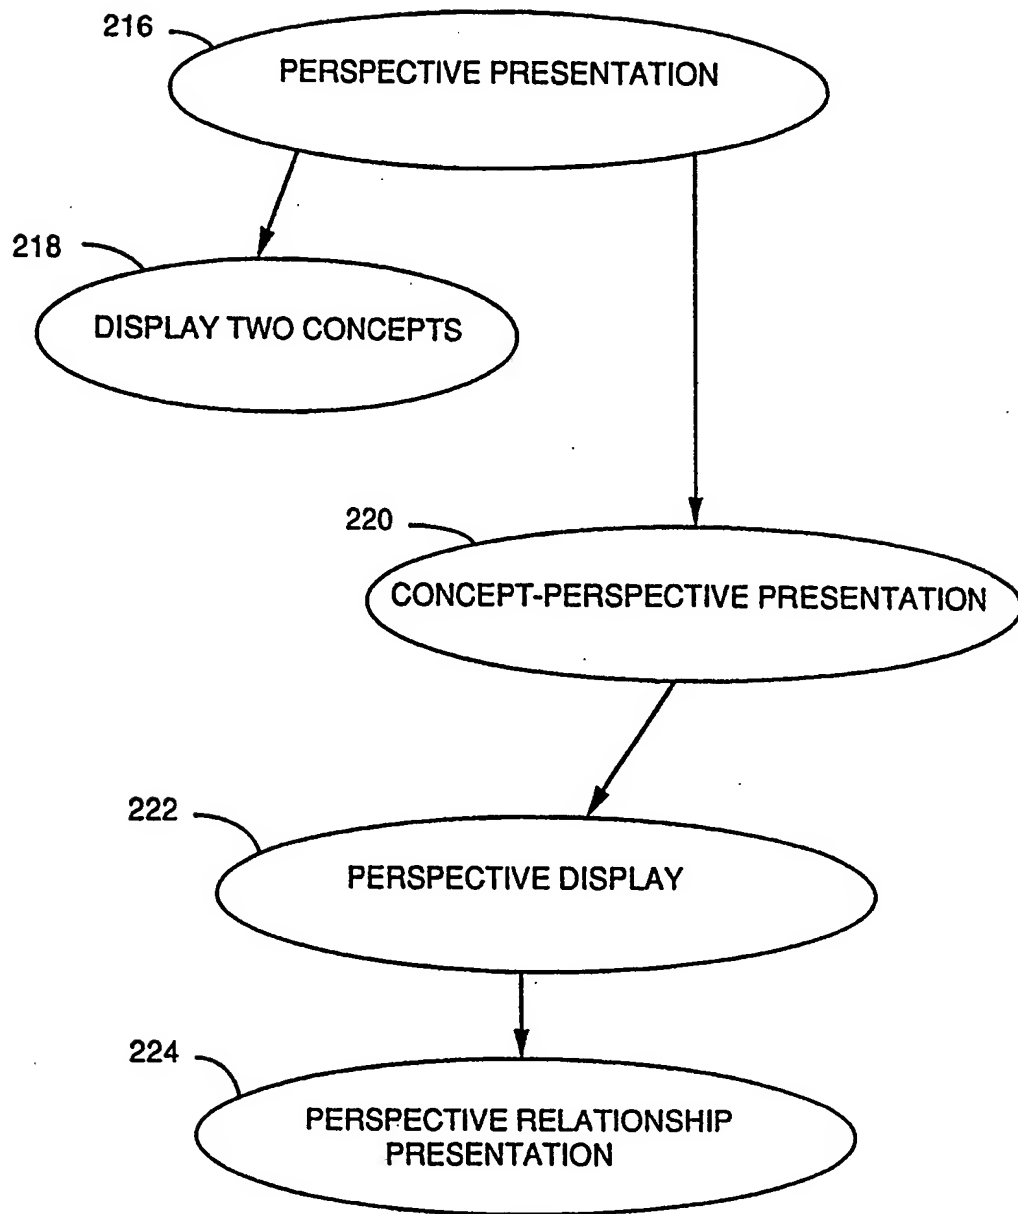 216
PERSPECTIVE PRESENTATION
218
DISPLAY TWO CONCEPTS
220
CONCEPT-PERSPECTIVE PRESENTATION
222
PERSPECTIVE DISPLAY
224
PERSPECTIVE RELATIONSHIP
PRESENTATION